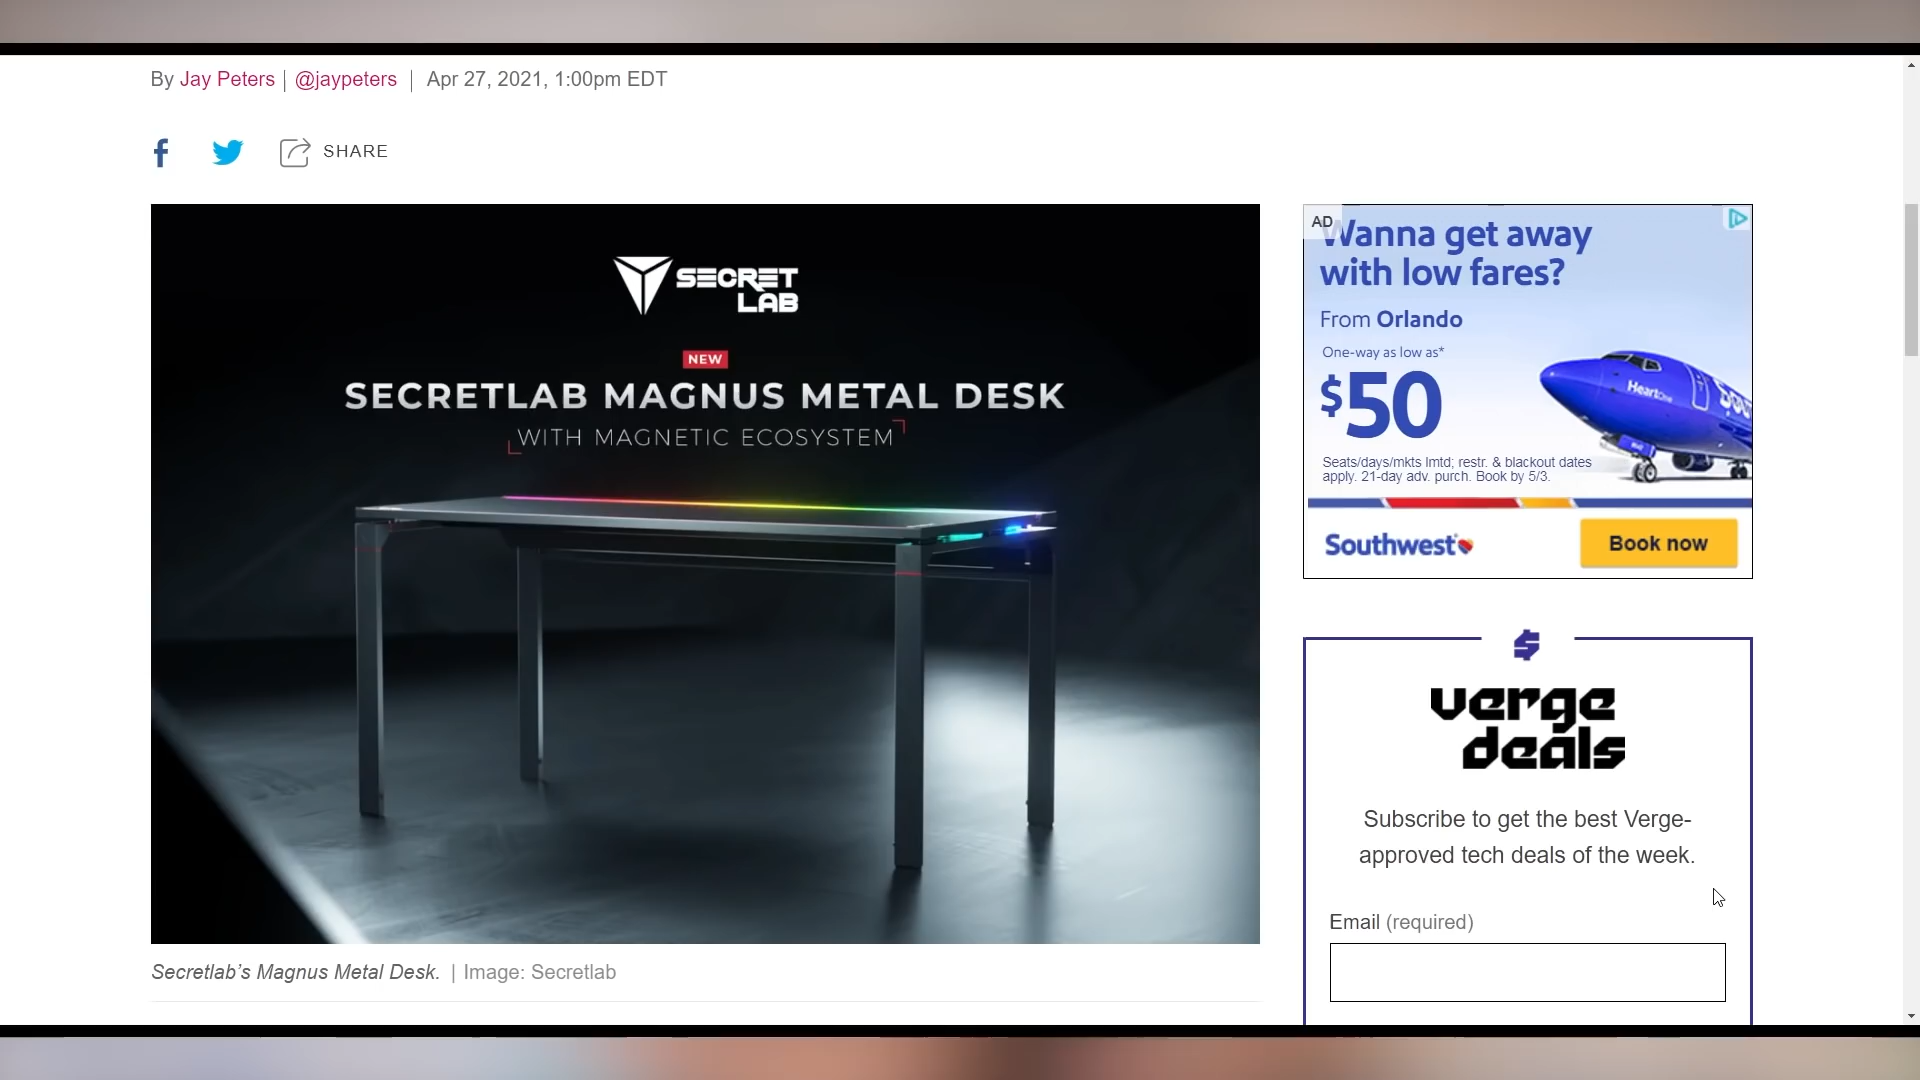 By Jay Peters | @jaypeters | Apr 27, 2021, 1:00pm EDT
SHARE
SECRET
LAB
NEW
SECRETLAB MAGNUS METAL DESK
WITH MAGNETIC ECOSYSTEM
Secretlab's Magnus Metal Desk. | Image: Secretlab
AD
Wanna get away
with low fares?
From Orlando
One-way as low as*
$50
Seats/days/mkts lmtd; restr. & blackout dates
apply. 21-day adv. purch. Book by 5/3.
Southwest
Book now
verge
deals
Subscribe to get the best Verge-
approved tech deals of the week.
Email (required)